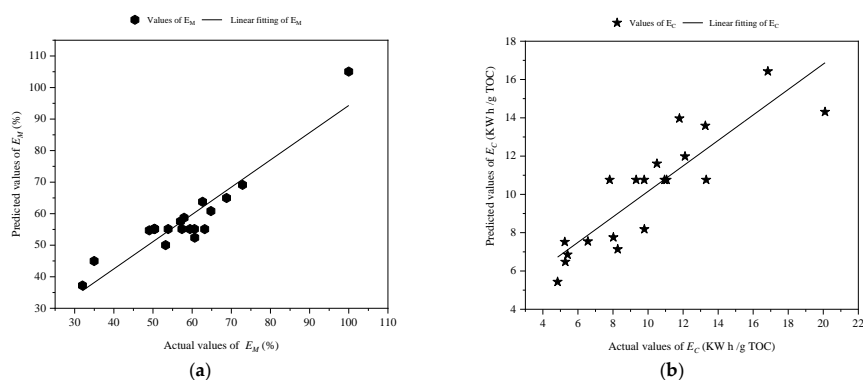 Values of E_M Linear fitting of E_M
110
100
90
80
70
60
50
40
30
30 40 50 60 70 80 90 100 110
Predicted values of E_M (%)
Actual values of E_M (%)
(a)
Values of E_C Linear fitting of E_C
18
16
14
12
10
8
6
4
4 6 8 10 12 14 16 18 20 22
Predicted values of E_C (KW h /g TOC)
Actual values of E_C (KW h /g TOC)
(b)